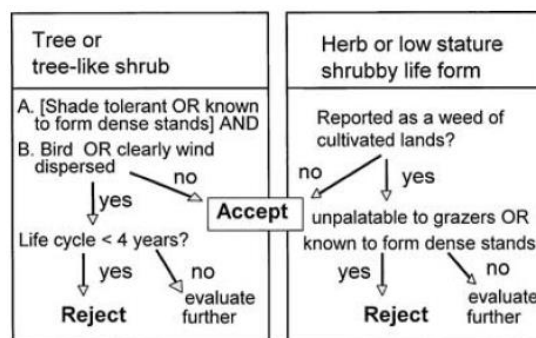 Tree or
tree-like shrub
A. [Shade tolerant OR known
to form dense stands] AND
B. Bird OR clearly wind
dispersed
no
yes
Life cycle < 4 years?
yes
no
Reject
evaluate
further
Accept
Herb or low stature
shrubby life form
Reported as a weed of
cultivated lands?
no
yes
unpalatable to grazers OR
known to form dense stands
yes
no
Reject
evaluate
further